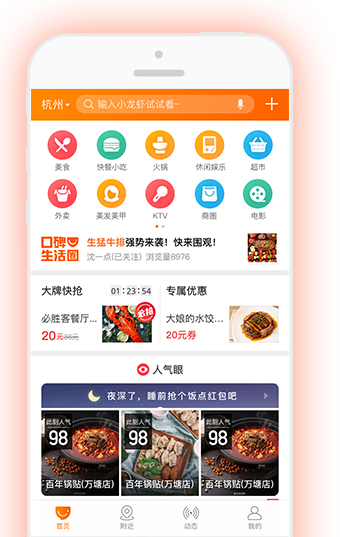 杭州
输入小龙虾试试看~
美食 快餐小吃 火锅 休闲娱乐 超市
外卖 美发美甲 KTV 商圈 电影
口碑 生活圈
生猛牛排强势来袭！快来围观！
沈一点(已关注) 浏览量8976
大牌快抢 01:23:54
专属优惠
必胜客餐厅...
20元36元
必抢
大娘的水饺...
20元券
人气眼
夜深了，睡前抢个饭点红包吧
此刻人气 此刻人气 此刻人气
98 98 98
百年锅贴(万塘店) 百年锅贴(万塘店) 百年锅贴(万塘店)
首页 附近 动态 我的